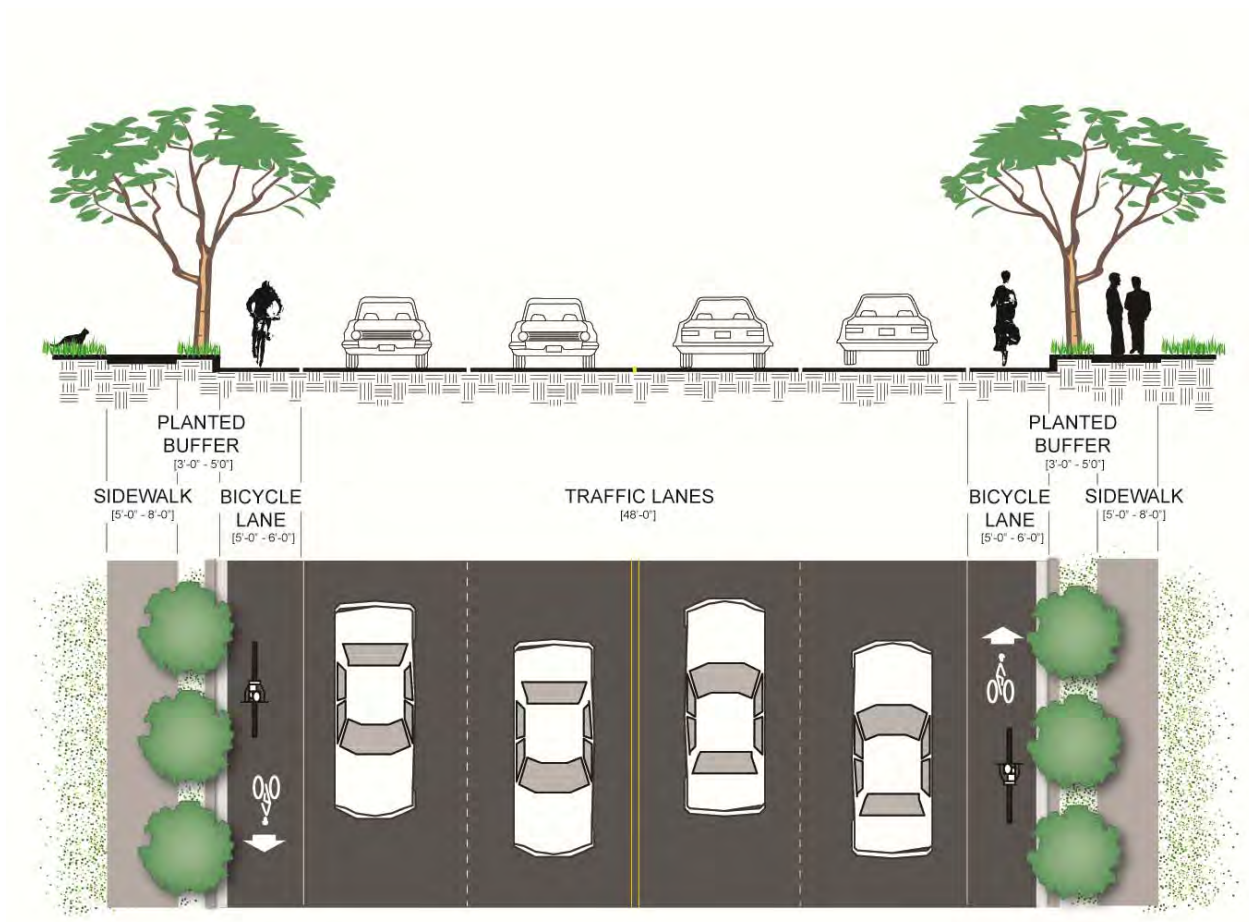 PLANTED
BUFFER
[3'-0" - 5'0"]
PLANTED
BUFFER
[3'-0" - 5'0"]
SIDEWALK
[5'-0" - 8'-0"]
BICYCLE
LANE
[5'-0" - 6'-0"]
TRAFFIC LANES
[48'-0"]
BICYCLE
LANE
[5'-0" - 6'-0"]
SIDEWALK
[5'-0" - 8'-0"]